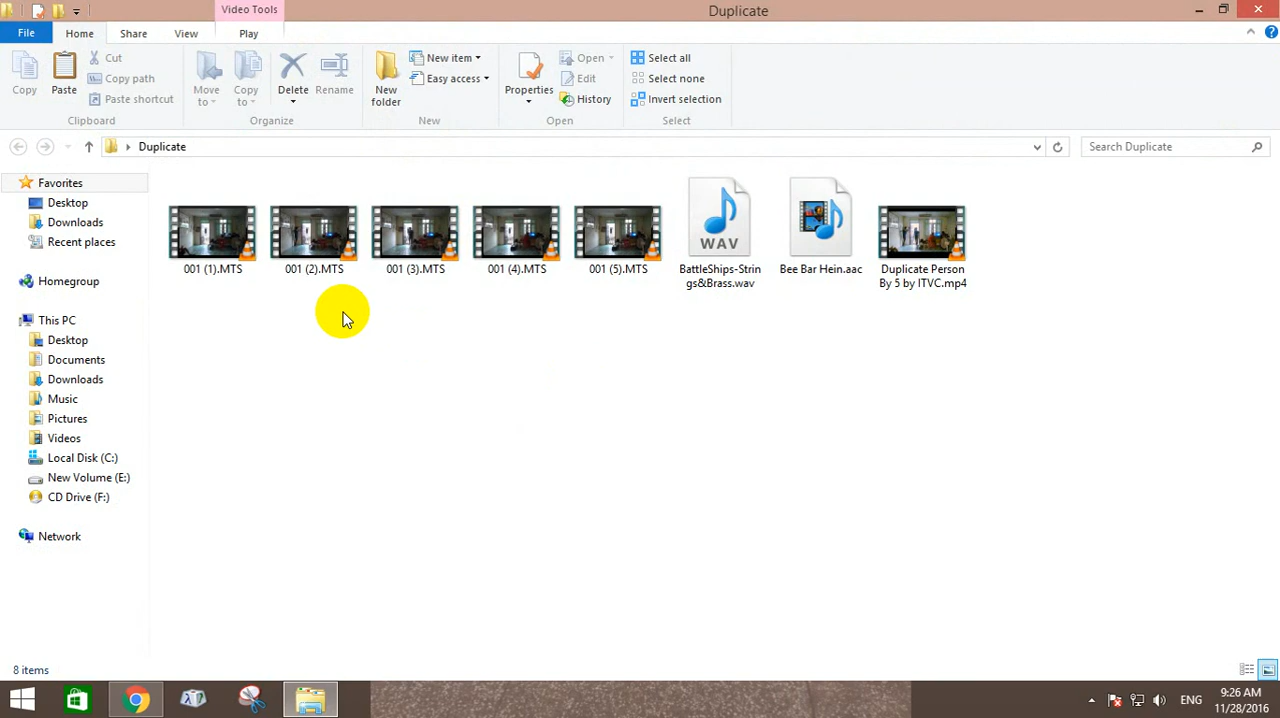 Video Tools
Duplicate
File
Home
Share
View
Play
Copy
Paste
Cut
Copy path
Paste shortcut
Clipboard
Move to
Copy to
Delete
Rename
Organize
New folder
New item
Easy access
New
Properties
Open
Edit
History
Open
Select all
Select none
Invert selection
Select
Duplicate
Search Duplicate
Favorites
Desktop
Downloads
Recent places
Homegroup
This PC
Desktop
Documents
Downloads
Music
Pictures
Videos
Local Disk (C:)
New Volume (E:)
CD Drive (F:)
Network
001 (1).MTS
001 (2).MTS
001 (3).MTS
001 (4).MTS
001 (5).MTS
WAV
BattleShips-Strin
gs&Brass.wav
Bee Bar Hein.aac
Duplicate Person
By 5 by ITVC.mp4
8 items
ENG
9:26 AM
11/28/2016